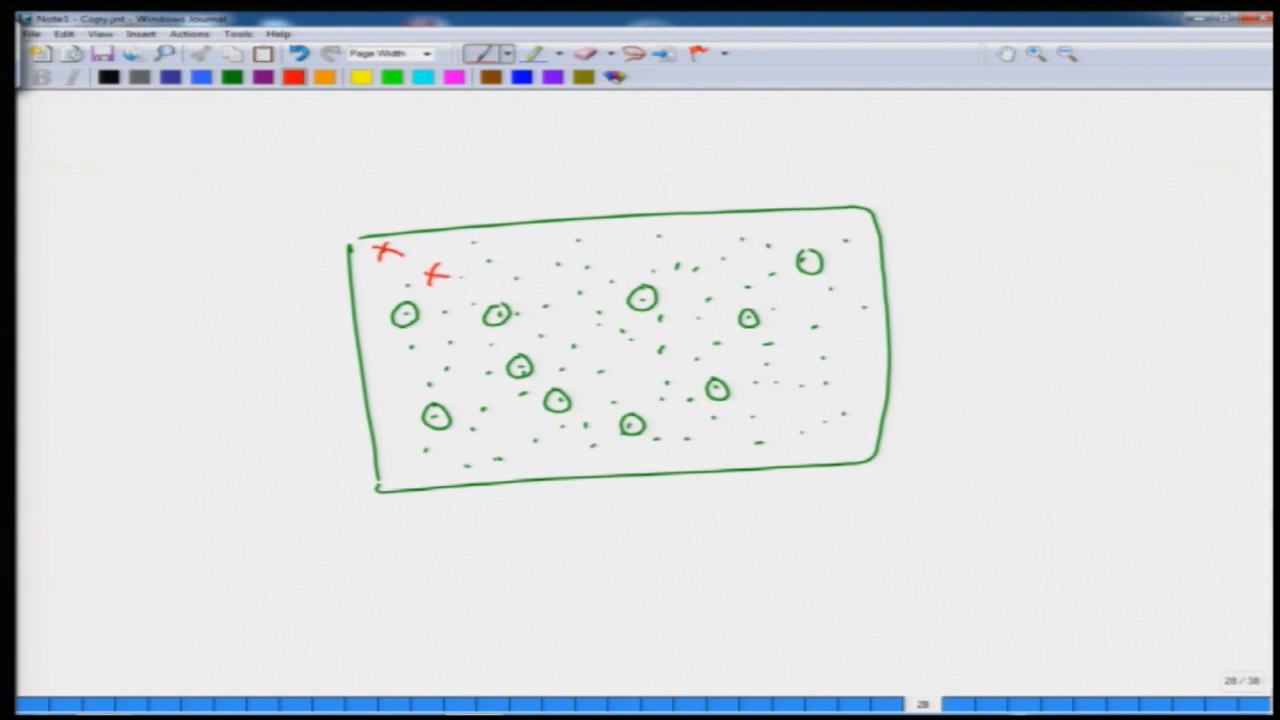 Note1 - Copy.jnt - Windows Journal
File Edit View Insert Actions Tools Help
Page Width
B I
28 / 38
28